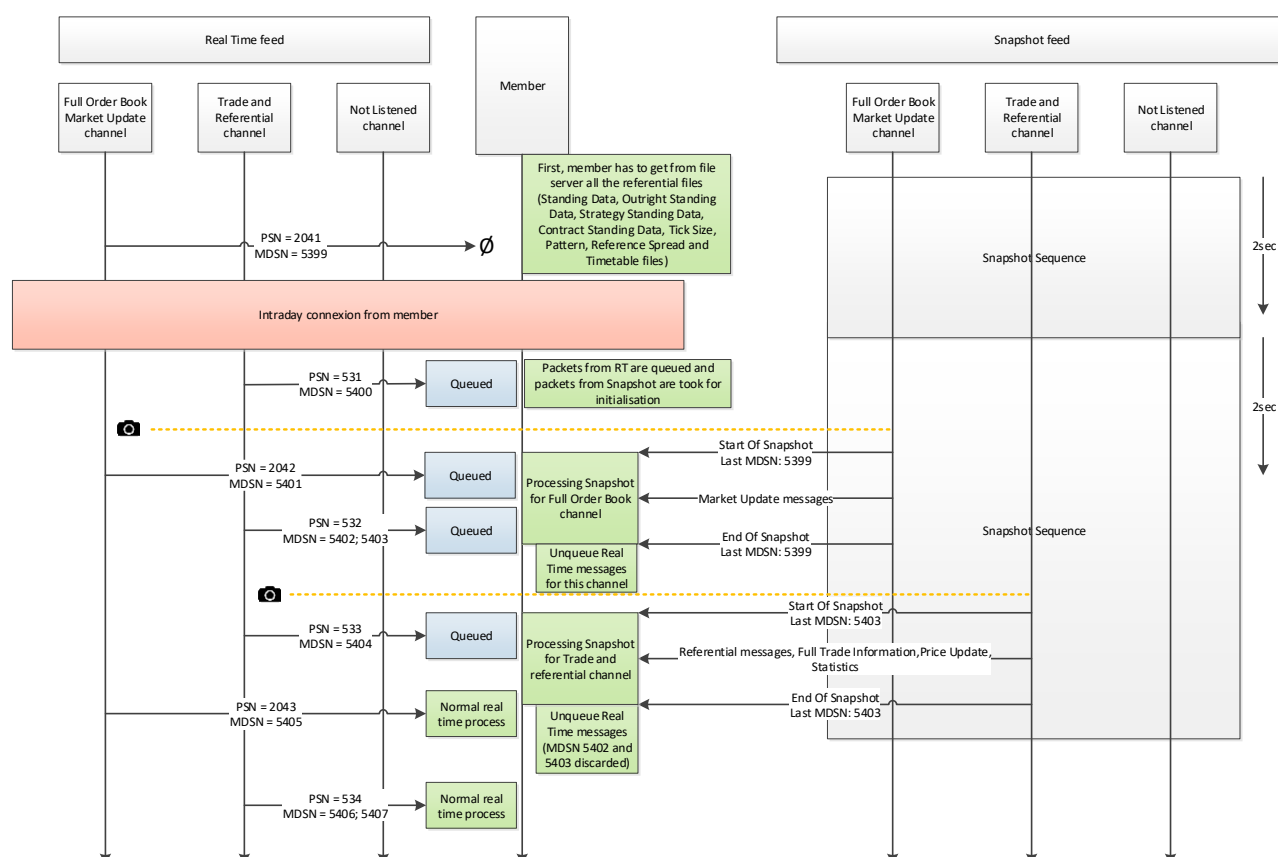 Real Time feed
Member
Snapshot feed
Full Order Book
Market Update
channel
Trade and
Referential
channel
Not Listened
channel
Full Order Book
Market Update
channel
Trade and
Referential
channel
Not Listened
channel
First, member has to get from file
server all the referential files
(Standing Data, Outright Standing
Data, Strategy Standing Data,
Contract Standing Data, Tick Size,
Pattern, Reference Spread and
Timetable files)
PSN = 2041
MDSN = 5399
Ø
Snapshot Sequence
2sec
Intraday connexion from member
PSN = 531
MDSN = 5400
Queued
Packets from RT are queued and
packets from Snapshot are took for
initialisation
2sec
Start Of Snapshot
Last MDSN: 5399
PSN = 2042
MDSN = 5401
Queued
Processing Snapshot
for Full Order Book
channel
Market Update messages
PSN = 532
MDSN = 5402; 5403
Queued
End Of Snapshot
Last MDSN: 5399
Snapshot Sequence
Unqueue Real
Time messages
for this channel
Start Of Snapshot
Last MDSN: 5403
PSN = 533
MDSN = 5404
Queued
Processing Snapshot
for Trade and
referential channel
Referential messages, Full Trade Information,Price Update,
Statistics
End Of Snapshot
Last MDSN: 5403
PSN = 2043
MDSN = 5405
Normal real
time process
Unqueue Real
Time messages
(MDSN 5402 and
5403 discarded)
PSN = 534
MDSN = 5406; 5407
Normal real
time process